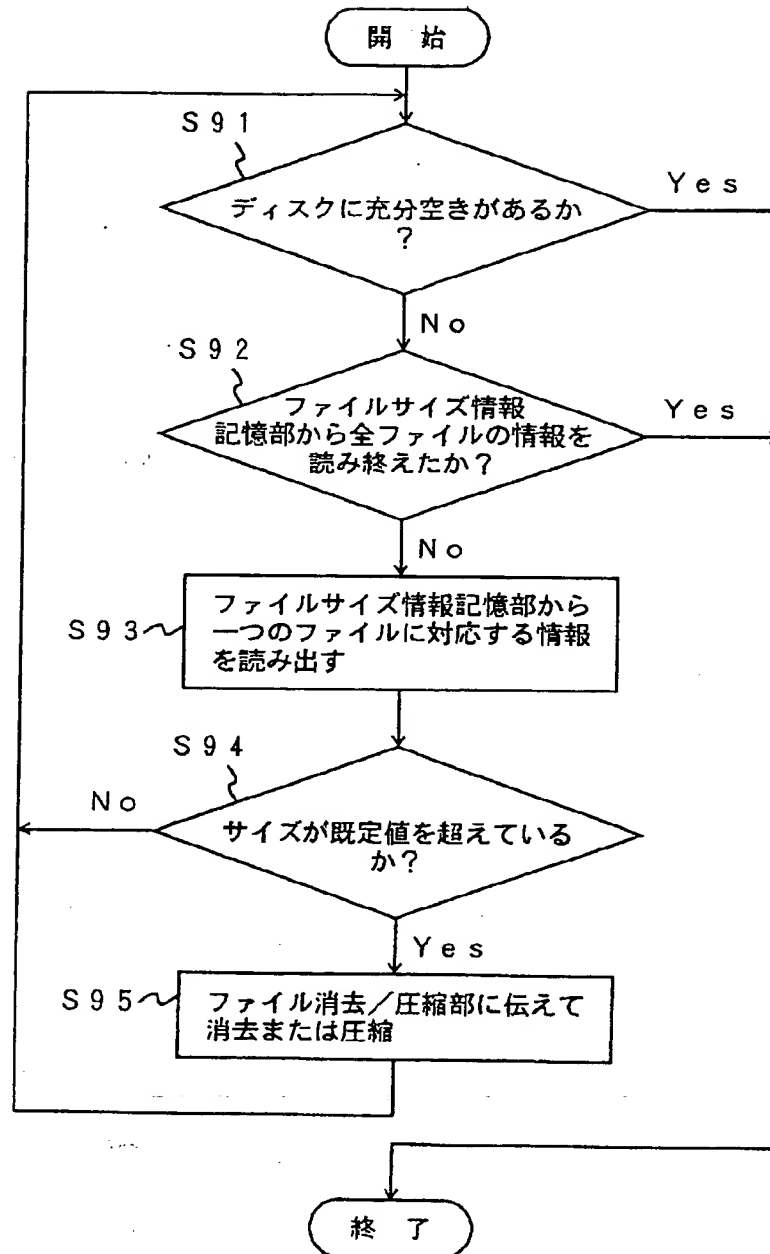 開 始
S91
ディスクに充分空きがあるか
?
Yes
No
S92
ファイルサイズ情報
記憶部から全ファイルの情報を
読み終えたか?
Yes
No
S93
ファイルサイズ情報記憶部から
一つのファイルに対応する情報
を読み出す
S94
No
サイズが既定値を超えている
か?
Yes
S95
ファイル消去/圧縮部に伝えて
消去または圧縮
終 了